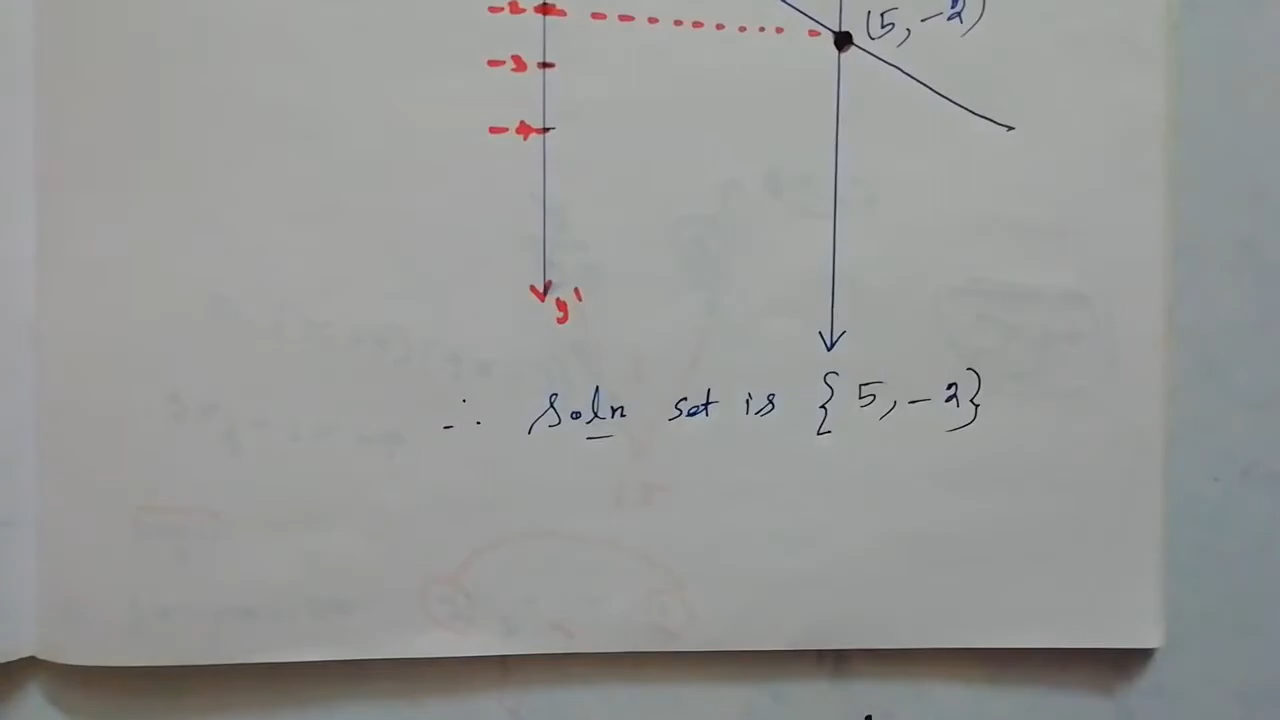 -2
(5, -2)
-3
-4
y'
∴ Soln set is {5, -2}